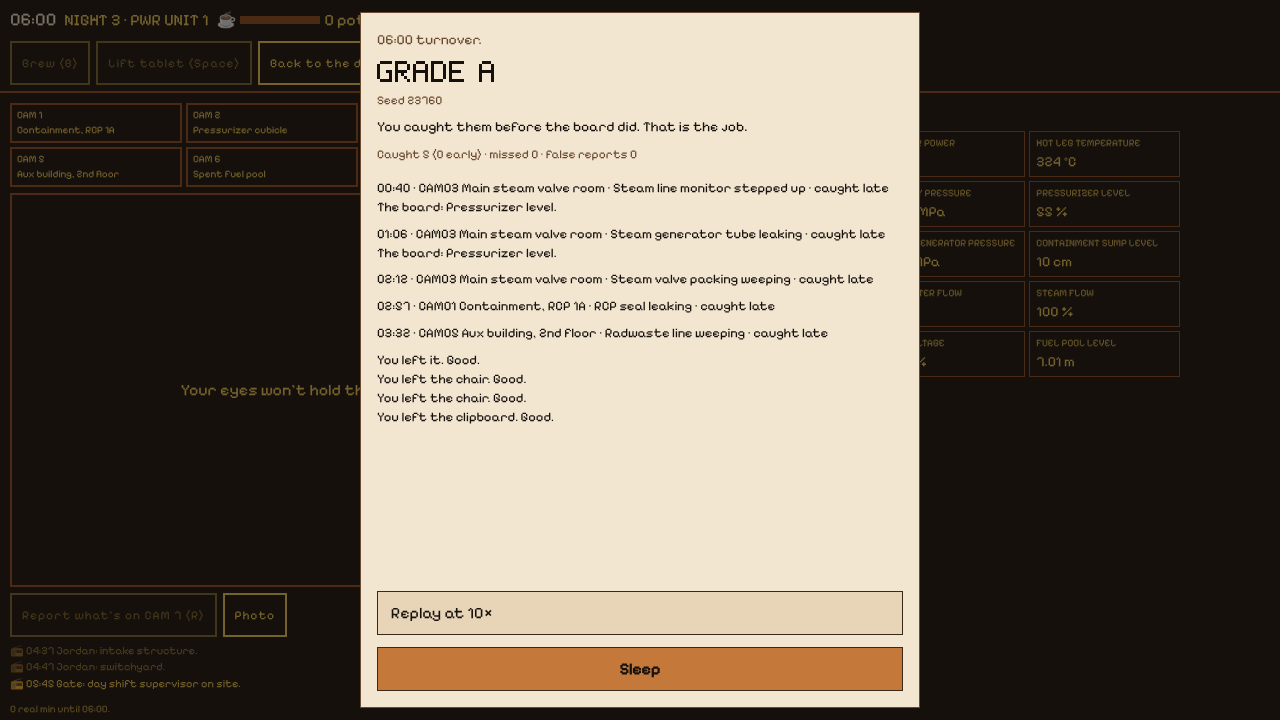 06:00 NIGHT 3 · PWR UNIT 1 ☕ 0 pot
Brew (B) Lift tablet (Space) Back to the d
CAM 1
Containment, RCP 1A
CAM 2
Pressurizer cubicle
CAM 5
Aux building, 2nd floor
CAM 6
Spent fuel pool
Your eyes won't hold th
Report what's on CAM 7 (R) Photo
📻 04:37 Jordan: intake structure.
📻 04:47 Jordan: switchyard.
📻 05:45 Gate: day shift supervisor on site.
0 real min until 06:00.
06:00 turnover.
GRADE A
Seed 23760
You caught them before the board did. That is the job.
Caught 5 (0 early) · missed 0 · false reports 0
00:40 · CAM03 Main steam valve room · Steam line monitor stepped up · caught late
The board: Pressurizer level.
01:06 · CAM03 Main steam valve room · Steam generator tube leaking · caught late
The board: Pressurizer level.
02:12 · CAM03 Main steam valve room · Steam valve packing weeping · caught late
02:57 · CAM01 Containment, RCP 1A · RCP seal leaking · caught late
03:32 · CAM05 Aux building, 2nd floor · Radwaste line weeping · caught late
You left it. Good.
You left the chair. Good.
You left the chair. Good.
You left the clipboard. Good.
Replay at 10×
Sleep
POWER
HOT LEG TEMPERATURE
324 °C
PRESSURE
MPa
PRESSURIZER LEVEL
55 %
ENERATOR PRESSURE
Pa
CONTAINMENT SUMP LEVEL
10 cm
ER FLOW
STEAM FLOW
100 %
LTAGE
%
FUEL POOL LEVEL
7.01 m